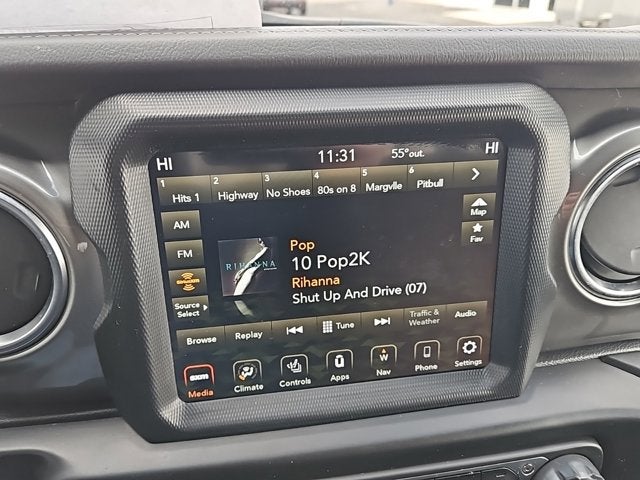 HI 11:31 55°out. HI
1 Hits 1 2 Highway 3 No Shoes 4 80s on 8 5 Margvlle 6 Pitbull
AM
Map
FM
Fav
Pop
10 Pop2K
RIHANNA
Rihanna
Shut Up And Drive (07)
Source
Select
Browse Replay Tune Traffic & Weather Audio
Media Climate Controls Apps W Nav Phone Settings